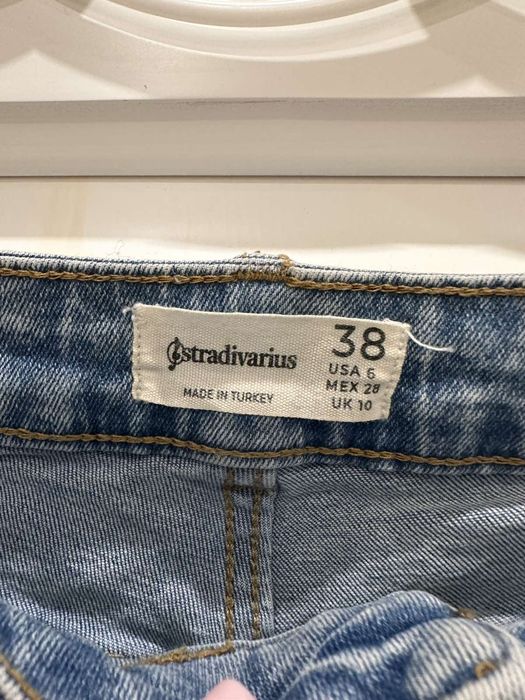 stradivarius
MADE IN TURKEY
38
USA 6
MEX 28
UK 10